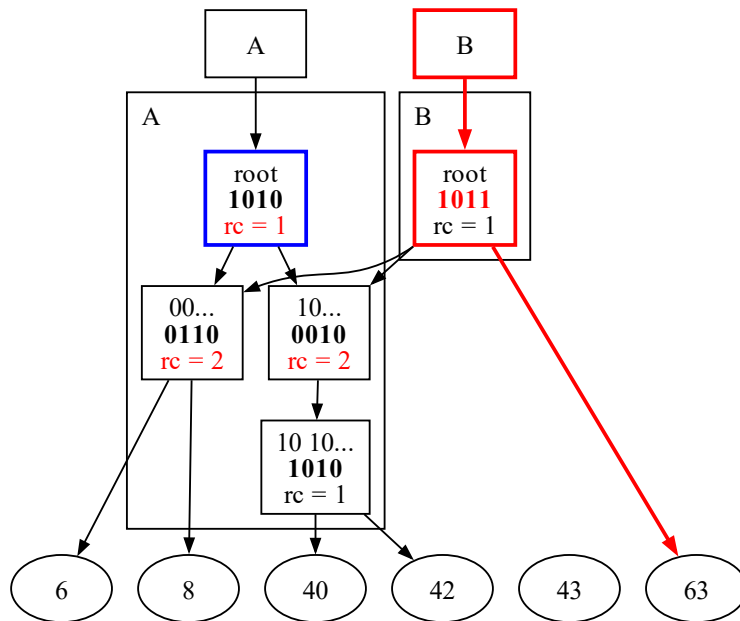 A
B
A
B
root
1010
rc = 1
root
1011
rc = 1
00...
0110
rc = 2
10...
0010
rc = 2
10 10...
1010
rc = 1
6
8
40
42
43
63